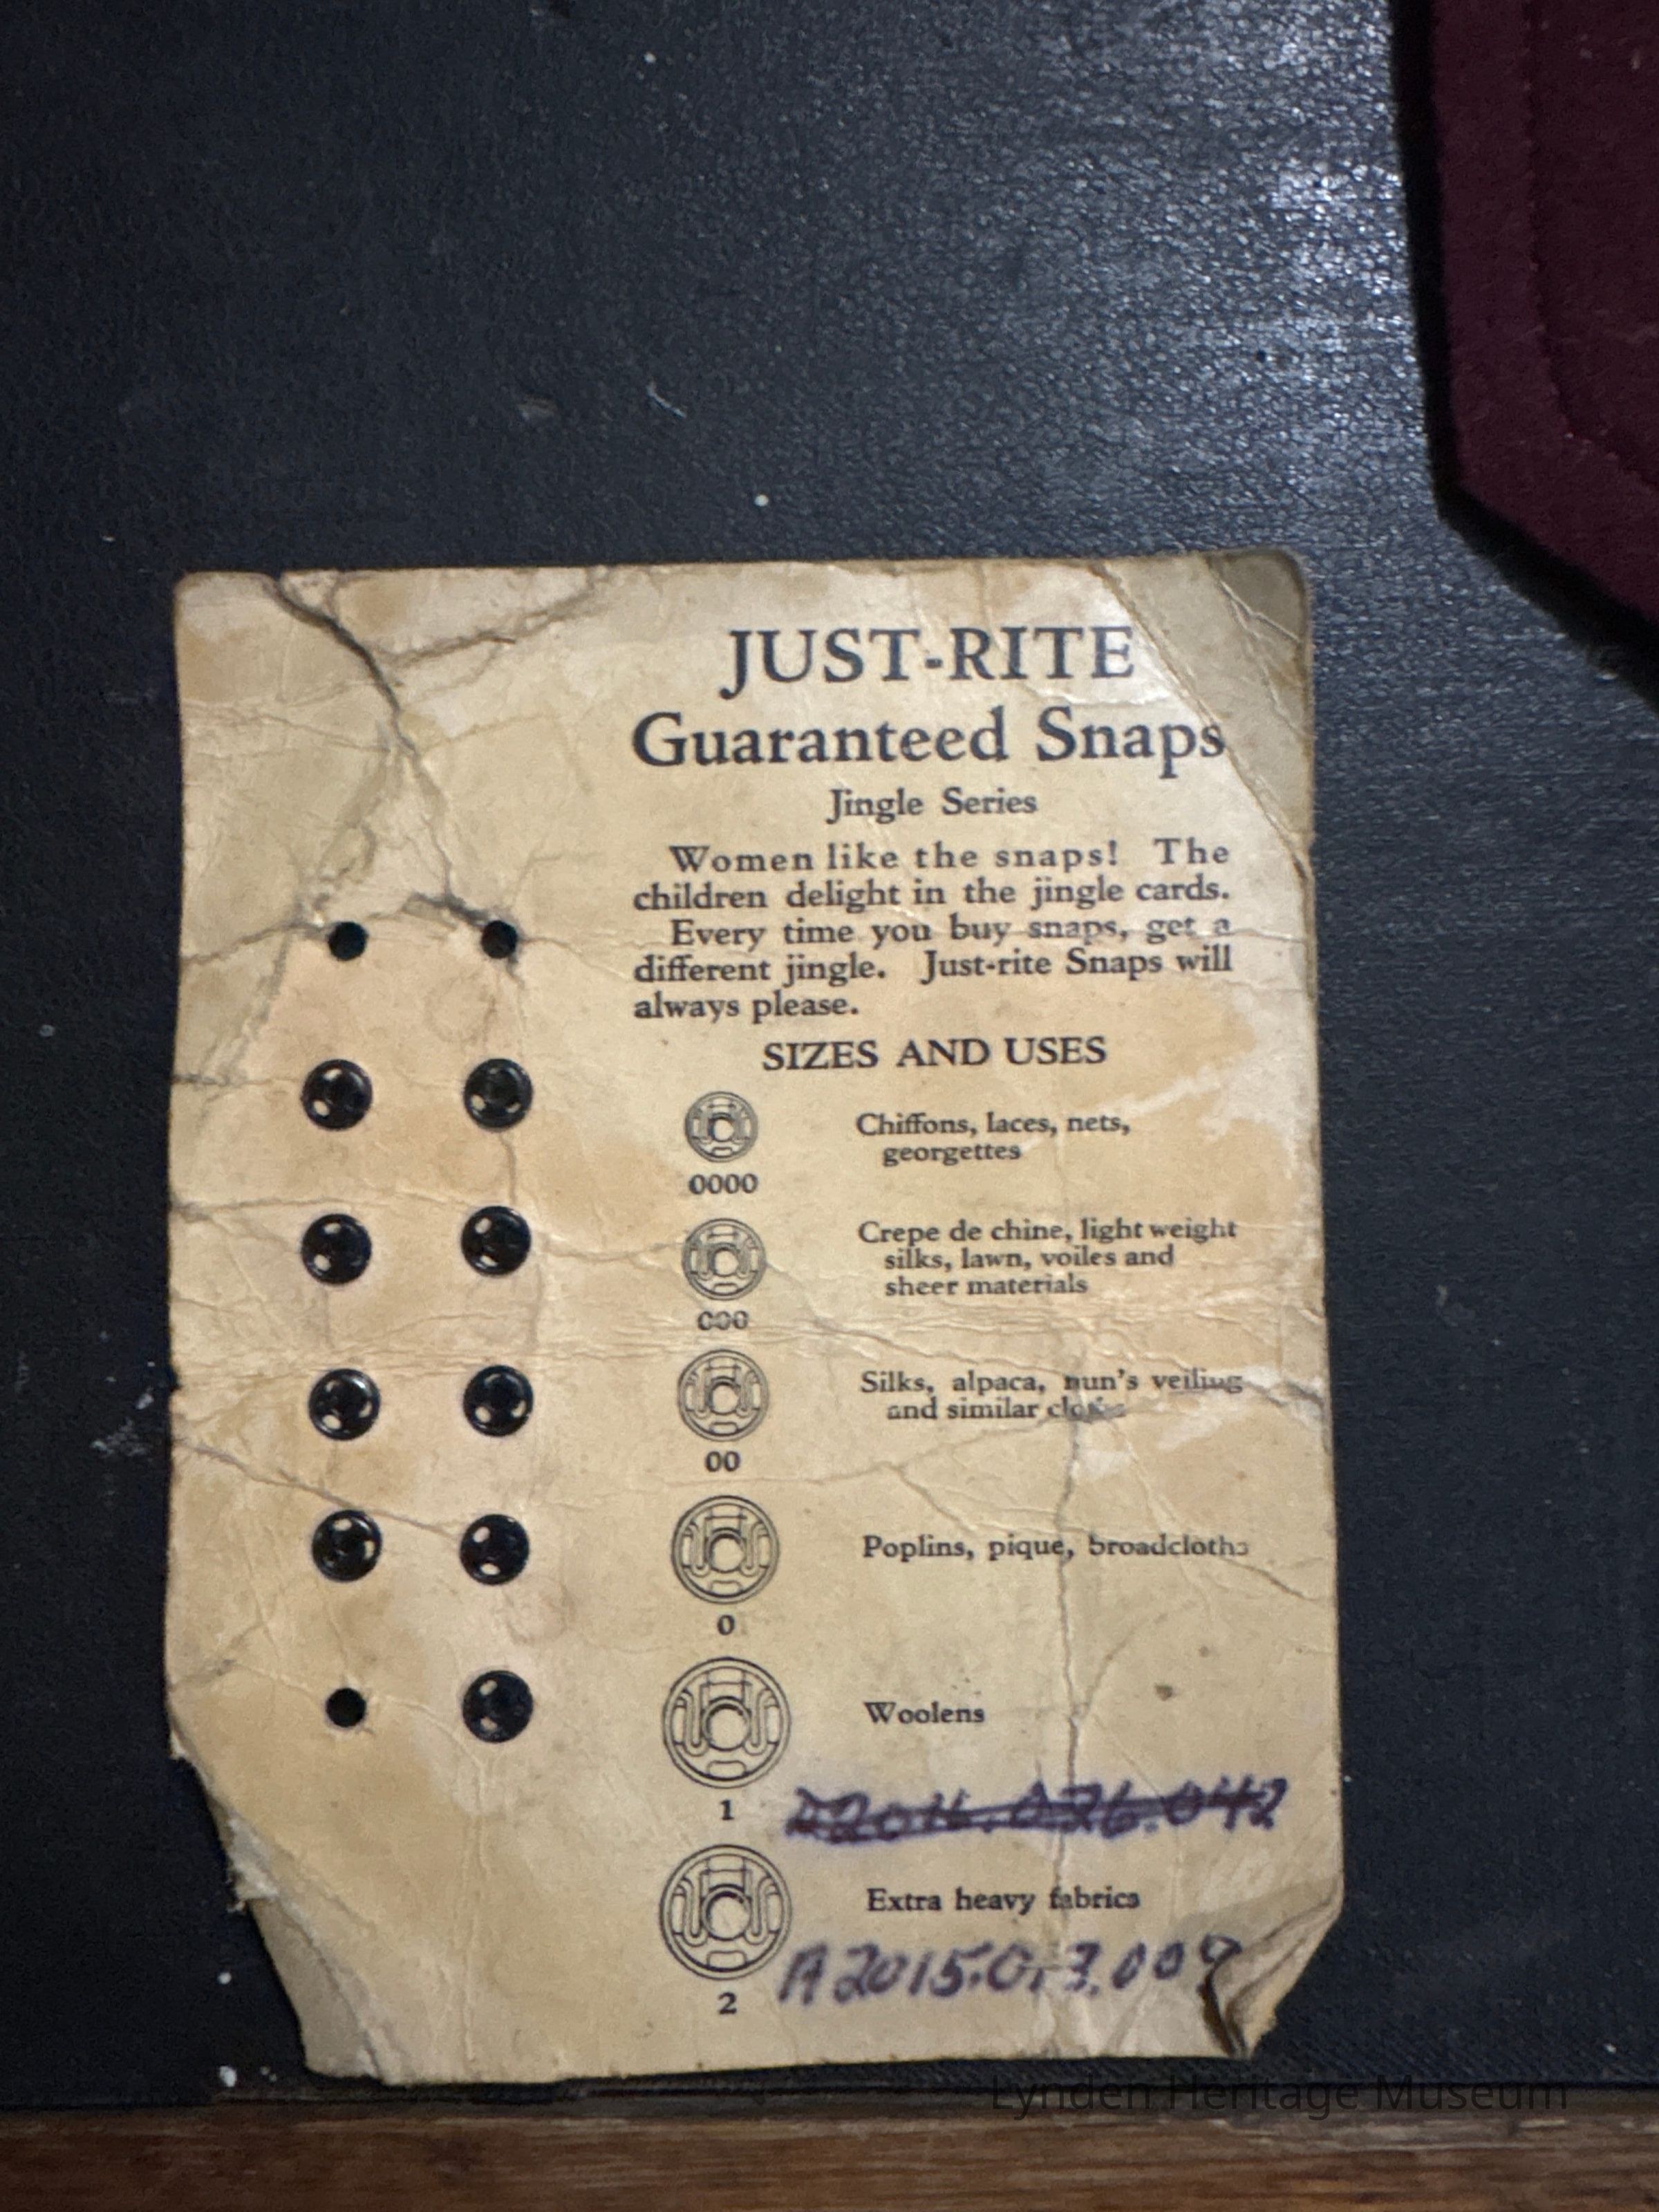 JUST-RITE
Guaranteed Snaps
Jingle Series
Women like the snaps! The
children delight in the jingle cards.
Every time you buy snaps, get a
different jingle. Just-rite Snaps will
always please.
SIZES AND USES
Chiffons, laces, nets,
georgettes
0000
Crepe de chine, light weight
silks, lawn, voiles and
sheer materials
000
Silks, alpaca, nun's veiling
and similar
00
Poplins, pique, broadcloths
0
Woolens
1
Extra heavy fabrics
2
Lynden Heritage Museum